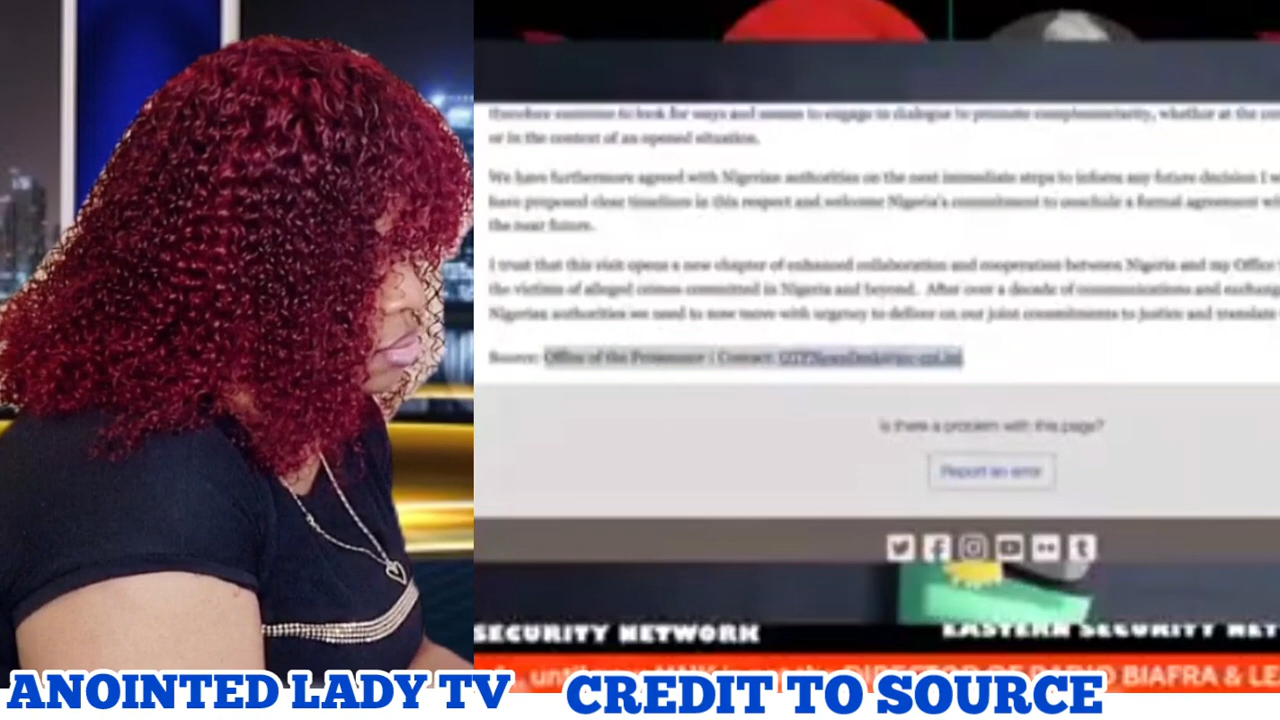 therefore continue to look for ways and means to engage in dialogue to promote complementarity, whether at the
or in the context of an opened situation.
We have furthermore agreed with Nigerian authorities on the next immediate steps to inform any future decision I
have proposed clear timelines in this respect and welcome Nigeria's commitment to conclude a formal agreement
the near future.
I trust that this visit opens a new chapter of enhanced collaboration and cooperation between Nigeria and my Office
the victims of alleged crimes committed in Nigeria and beyond. After over a decade of communications and
Nigerian authorities we need to now move with urgency to deliver on our joint commitments to justice and translate
Source: Office of the Prosecutor | Contact:
Is there a problem with this page?
Report an error
SECURITY NETWORK EASTERN SECURITY
DIRECTOR OF RADIO BIAFRA &
ANOINTED LADY TV CREDIT TO SOURCE